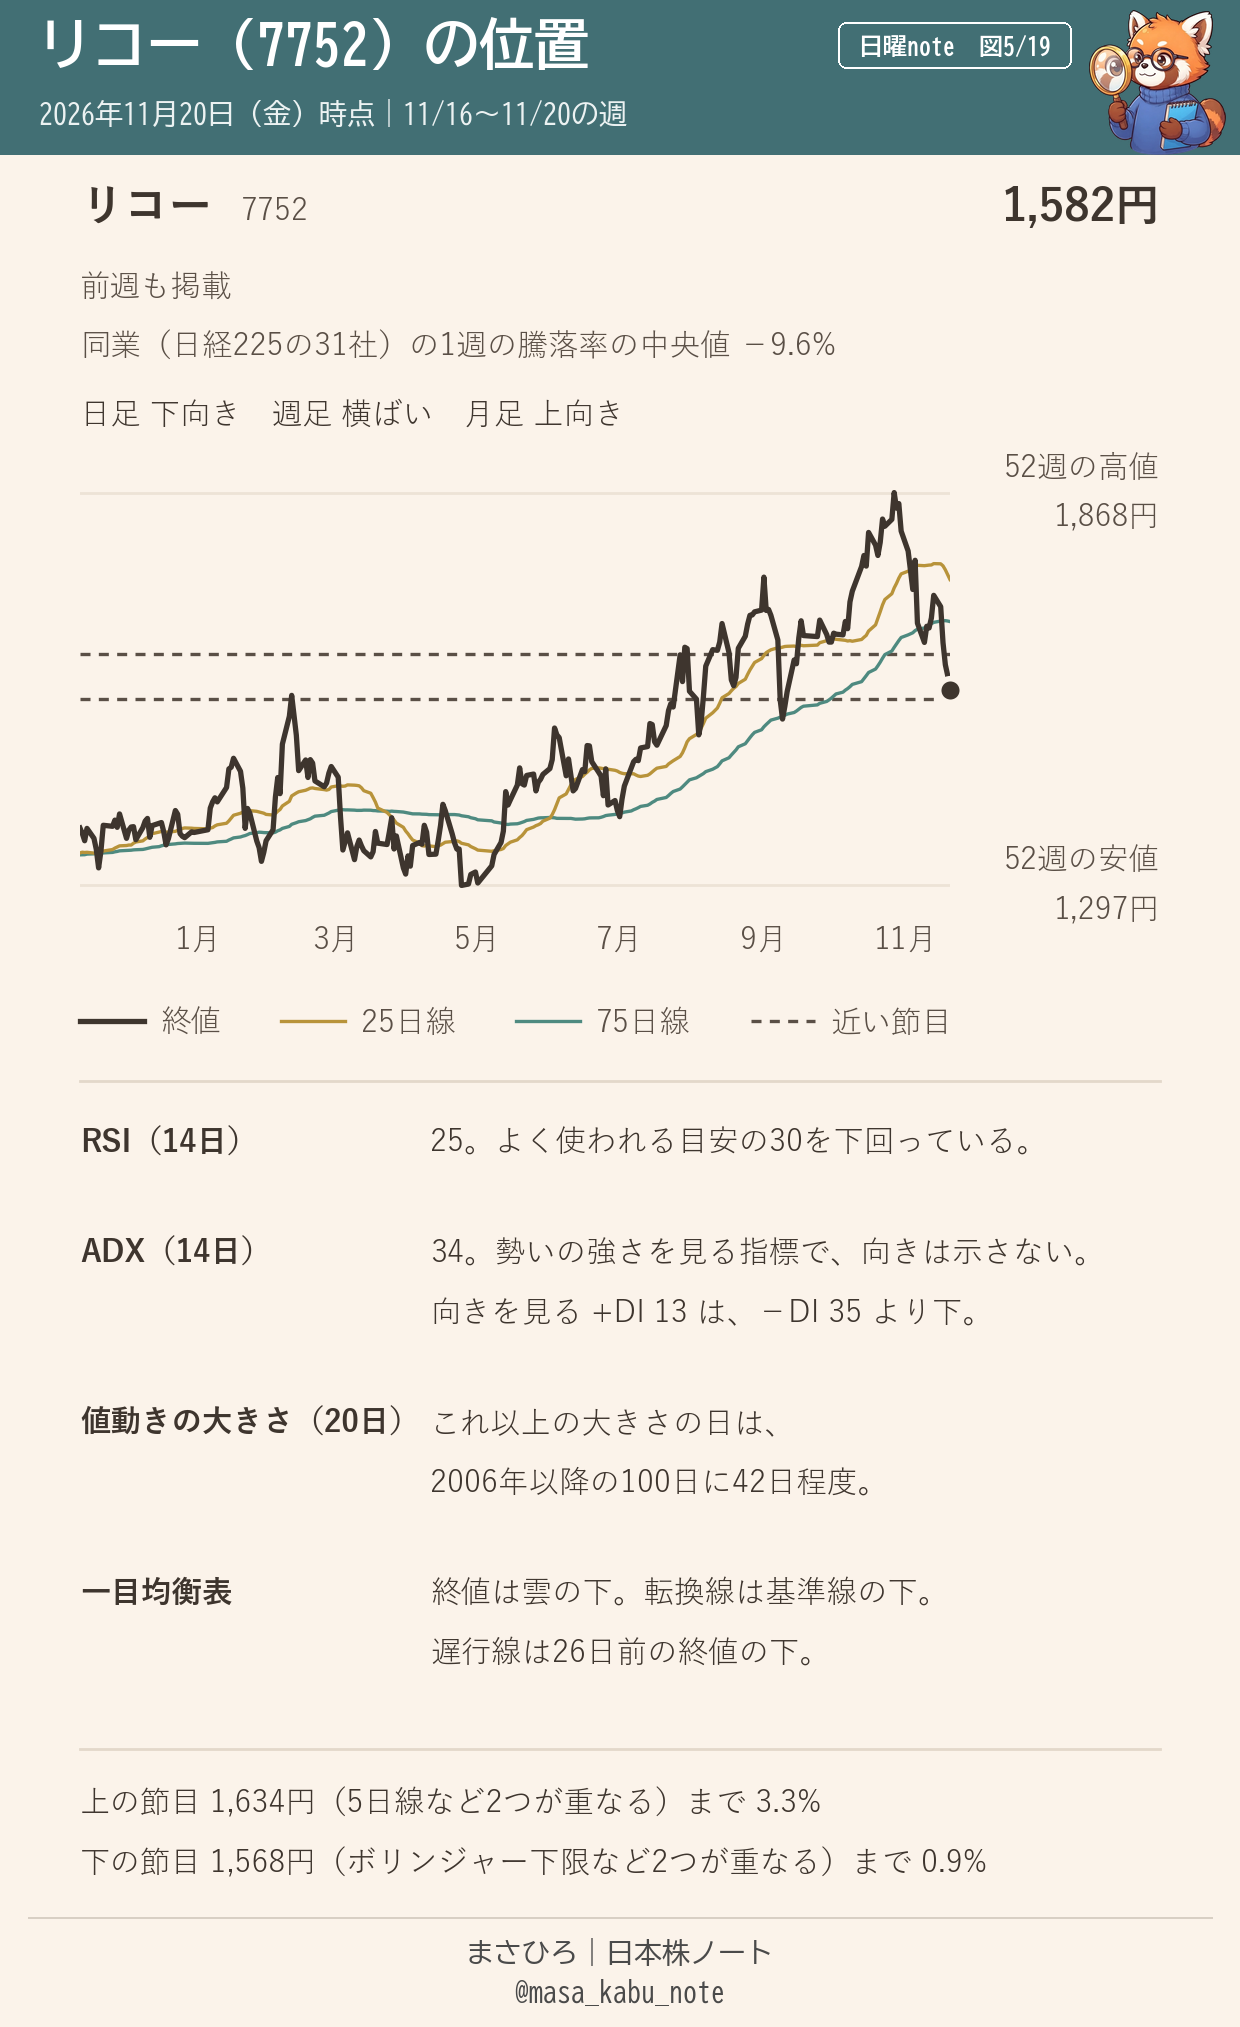 リコー（7752）の位置
日曜note　図5/19
2026年11月20日（金）時点｜11/16〜11/20の週
リコー　7752
1,582円
前週も掲載
同業（日経225の31社）の1週の騰落率の中央値 －9.6%
日足 下向き　週足 横ばい　月足 上向き
52週の高値
1,868円
52週の安値
1,297円
1月　3月　5月　7月　9月　11月
終値　25日線　75日線　近い節目
RSI（14日）　25。よく使われる目安の30を下回っている。
ADX（14日）　34。勢いの強さを見る指標で、向きは示さない。
向きを見る +DI 13 は、－DI 35 より下。
値動きの大きさ（20日）　これ以上の大きさの日は、
2006年以降の100日に42日程度。
一目均衡表　終値は雲の下。転換線は基準線の下。
遅行線は26日前の終値の下。
上の節目 1,634円（5日線など2つが重なる）まで 3.3%
下の節目 1,568円（ボリンジャー下限など2つが重なる）まで 0.9%
まさひろ｜日本株ノート
@masa_kabu_note